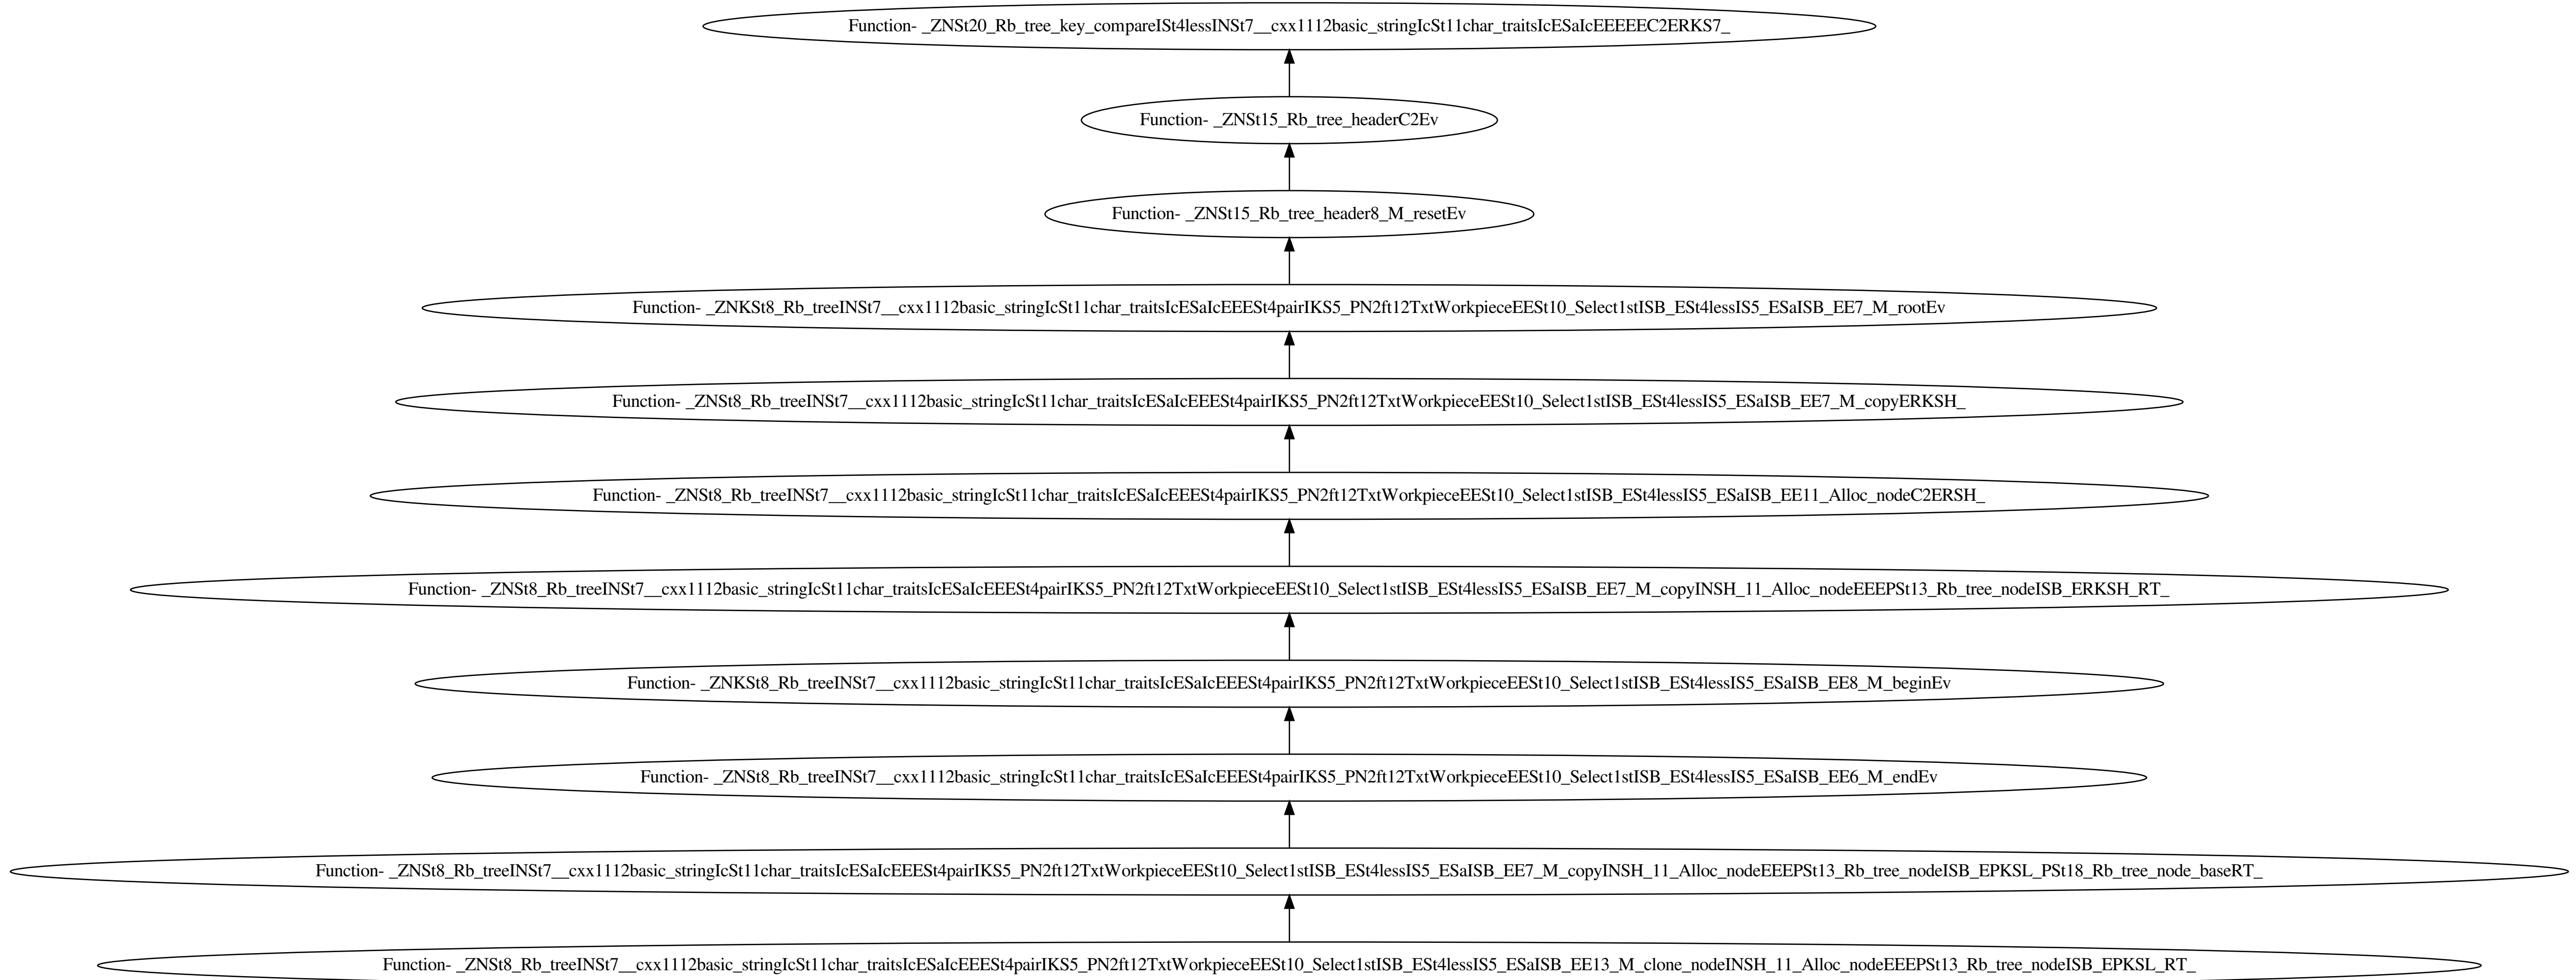 Function- _ZNSt20_Rb_tree_key_compareISt4lessINSt7__cxx1112basic_stringIcSt11char_traitsIcESaIcEEEEEC2ERKS7_
Function- _ZNSt15_Rb_tree_headerC2Ev
Function- _ZNSt15_Rb_tree_header8_M_resetEv
Function- _ZNKSt8_Rb_treeINSt7__cxx1112basic_stringIcSt11char_traitsIcESaIcEEESt4pairIKS5_PN2ft12TxtWorkpieceEESt10_Select1stISB_ESt4lessIS5_ESaISB_EE7_M_rootEv
Function- _ZNSt8_Rb_treeINSt7__cxx1112basic_stringIcSt11char_traitsIcESaIcEEESt4pairIKS5_PN2ft12TxtWorkpieceEESt10_Select1stISB_ESt4lessIS5_ESaISB_EE7_M_copyERKSH_
Function- _ZNSt8_Rb_treeINSt7__cxx1112basic_stringIcSt11char_traitsIcESaIcEEESt4pairIKS5_PN2ft12TxtWorkpieceEESt10_Select1stISB_ESt4lessIS5_ESaISB_EE11_Alloc_nodeC2ERSH_
Function- _ZNSt8_Rb_treeINSt7__cxx1112basic_stringIcSt11char_traitsIcESaIcEEESt4pairIKS5_PN2ft12TxtWorkpieceEESt10_Select1stISB_ESt4lessIS5_ESaISB_EE7_M_copyINSH_11_Alloc_nodeEEEPSt13_Rb_tree_nodeISB_ERKSH_RT_
Function- _ZNKSt8_Rb_treeINSt7__cxx1112basic_stringIcSt11char_traitsIcESaIcEEESt4pairIKS5_PN2ft12TxtWorkpieceEESt10_Select1stISB_ESt4lessIS5_ESaISB_EE8_M_beginEv
Function- _ZNSt8_Rb_treeINSt7__cxx1112basic_stringIcSt11char_traitsIcESaIcEEESt4pairIKS5_PN2ft12TxtWorkpieceEESt10_Select1stISB_ESt4lessIS5_ESaISB_EE6_M_endEv
Function- _ZNSt8_Rb_treeINSt7__cxx1112basic_stringIcSt11char_traitsIcESaIcEEESt4pairIKS5_PN2ft12TxtWorkpieceEESt10_Select1stISB_ESt4lessIS5_ESaISB_EE7_M_copyINSH_11_Alloc_nodeEEEPSt13_Rb_tree_nodeISB_EPKSL_PSt18_Rb_tree_node_baseRT_
Function- _ZNSt8_Rb_treeINSt7__cxx1112basic_stringIcSt11char_traitsIcESaIcEEESt4pairIKS5_PN2ft12TxtWorkpieceEESt10_Select1stISB_ESt4lessIS5_ESaISB_EE13_M_clone_nodeINSH_11_Alloc_nodeEEEPSt13_Rb_tree_nodeISB_EPKSL_RT_